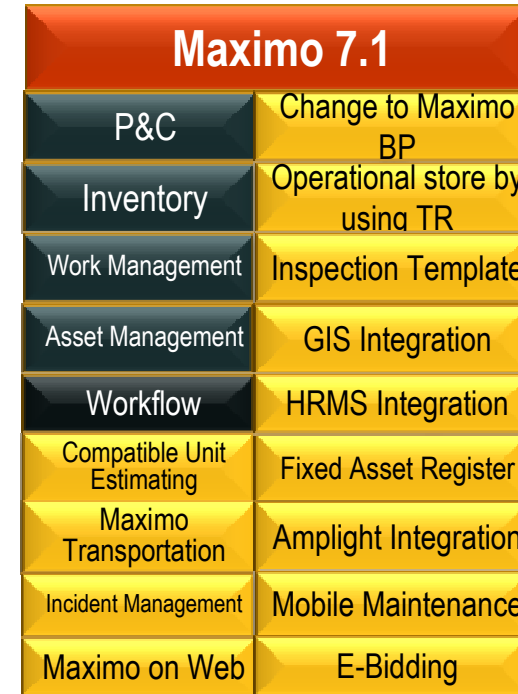 Maximo 7.1
P&C
Change to Maximo
BP
Inventory
Operational store by
using TR
Work Management
Inspection Template
Asset Management
GIS Integration
Workflow
HRMS Integration
Compatible Unit
Estimating
Fixed Asset Register
Maximo
Transportation
Amplight Integration
Incident Management
Mobile Maintenance
Maximo on Web
E-Bidding